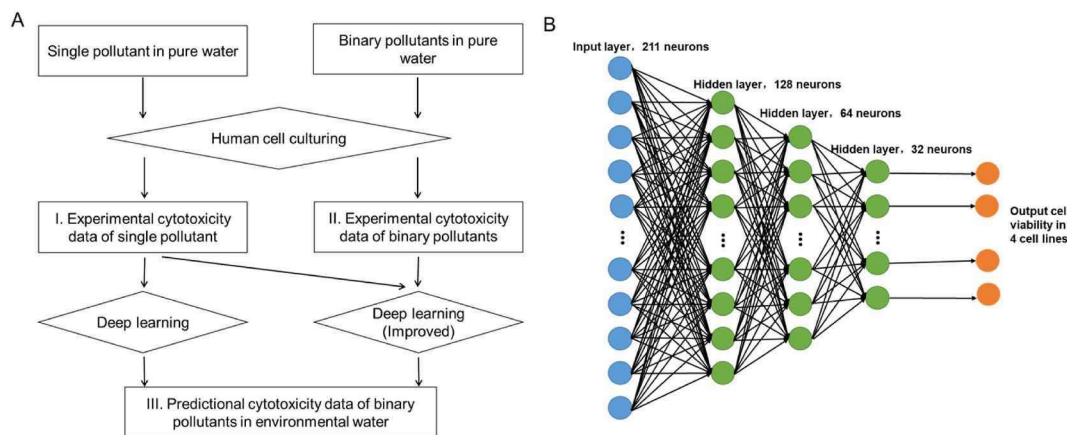 A
Single pollutant in pure water
Binary pollutants in pure
water
Human cell culturing
I. Experimental cytotoxicity
data of single pollutant
II. Experimental cytotoxicity
data of binary pollutants
Deep learning
Deep learning
(Improved)
III. Predictional cytotoxicity data of binary
pollutants in environmental water
B
Input layer，211 neurons
Hidden layer，128 neurons
Hidden layer，64 neurons
Hidden layer，32 neurons
Output cell
viability in
4 cell lines